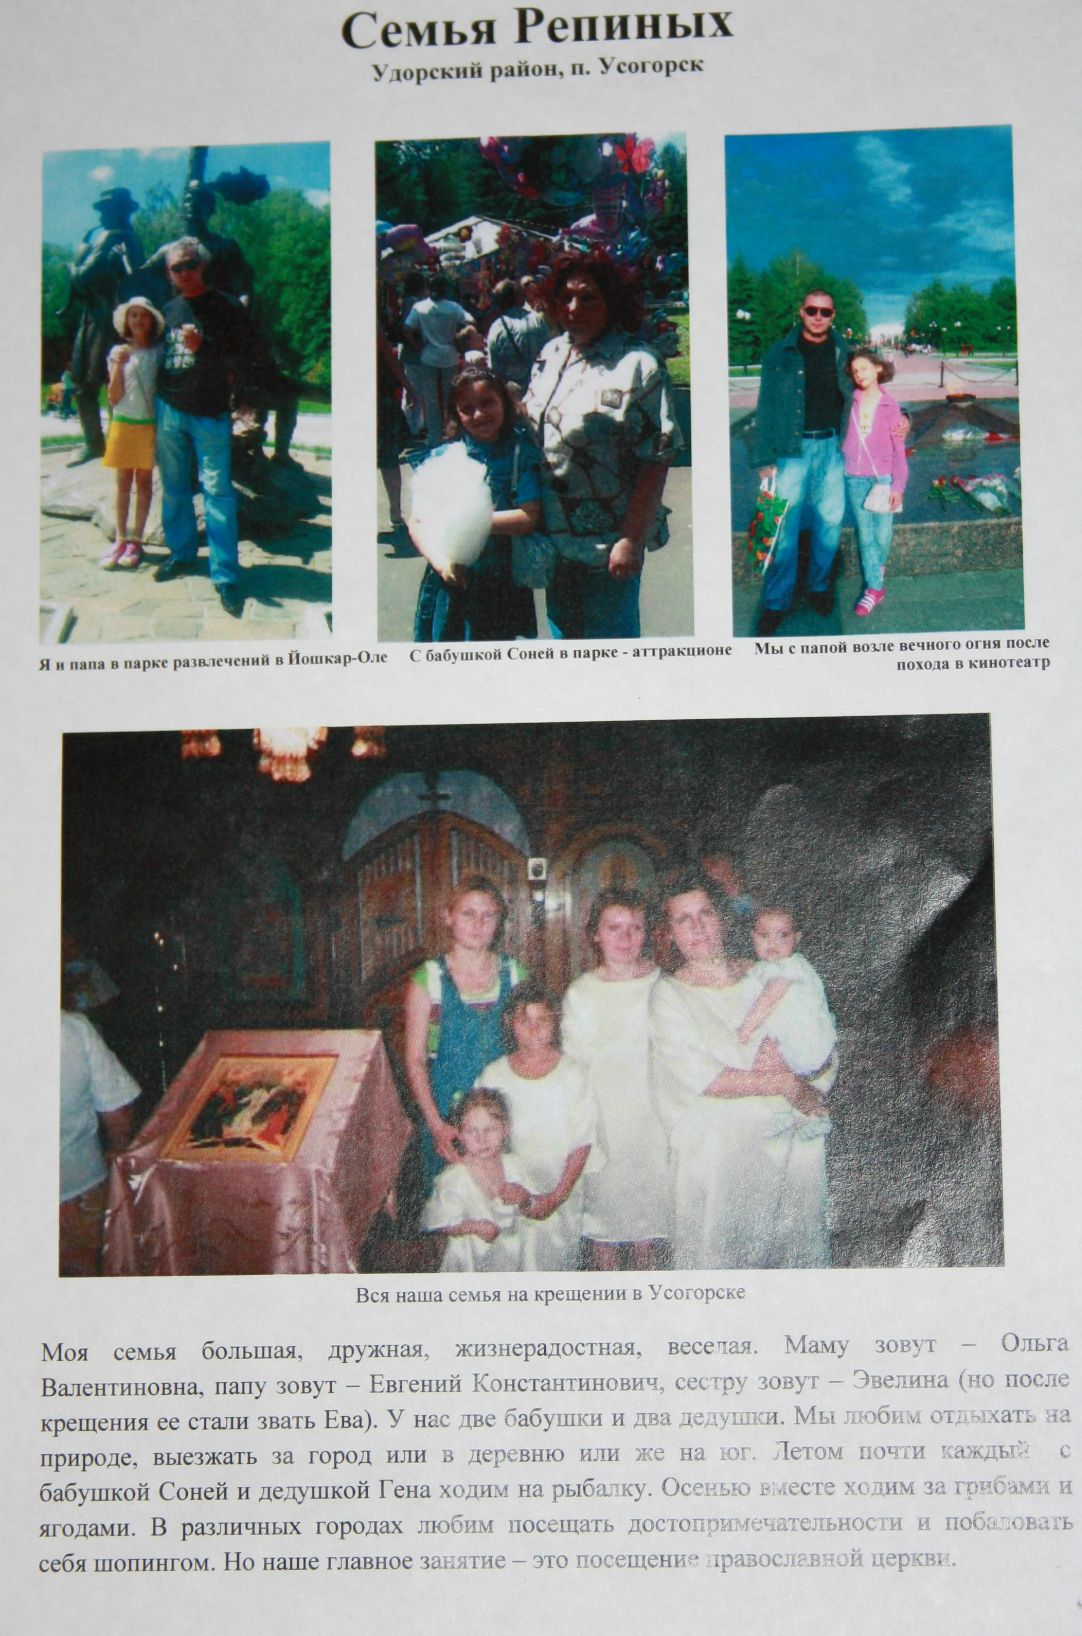 Семья Репиных
Удорский район, п. Усогорск
Я и папа в парке развлечений в Йошкар-Оле
С бабушкой Соней в парке - аттракционе
Мы с папой возле вечного огня после
похода в кинотеатр
Вся наша семья на крещении в Усогорске
Моя семья большая, дружная, жизнерадостная, веселая. Маму зовут – Ольга
Валентиновна, папу зовут – Евгений Константинович, сестру зовут – Эвелина (но после
крещения ее стали звать Ева). У нас две бабушки и два дедушки. Мы любим отдыхать на
природе, выезжать за город или в деревню или же на юг. Летом почти каждый с
бабушкой Соней и дедушкой Гена ходим на рыбалку. Осенью вместе ходим за грибами и
ягодами. В различных городах любим посещать достопримечательности и побаловать
себя шопингом. Но наше главное занятие – это посещение православной церкви.